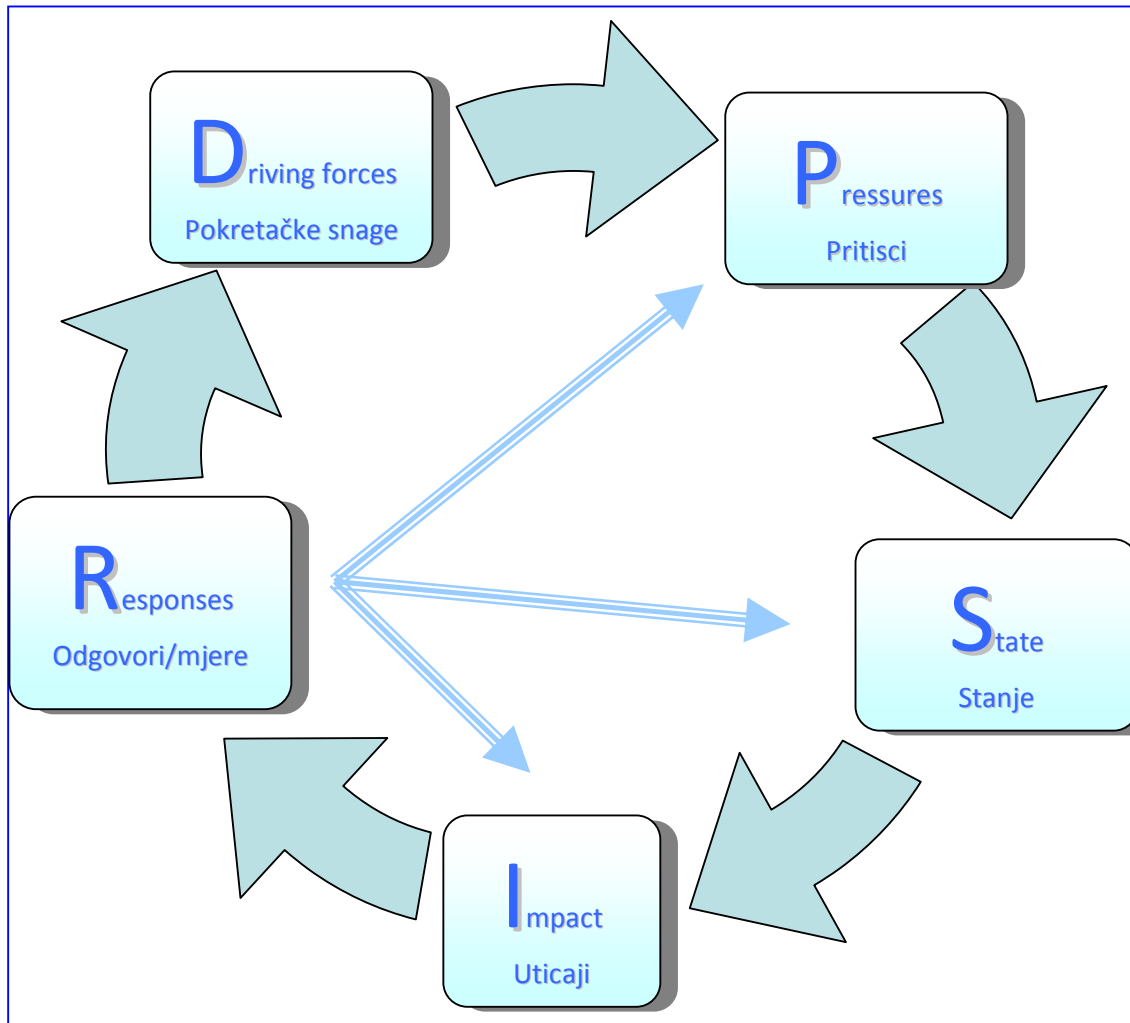 Driving forces
Pokretačke snage
Pressures
Pritisci
State
Stanje
Impact
Uticaji
Responses
Odgovori/mjere